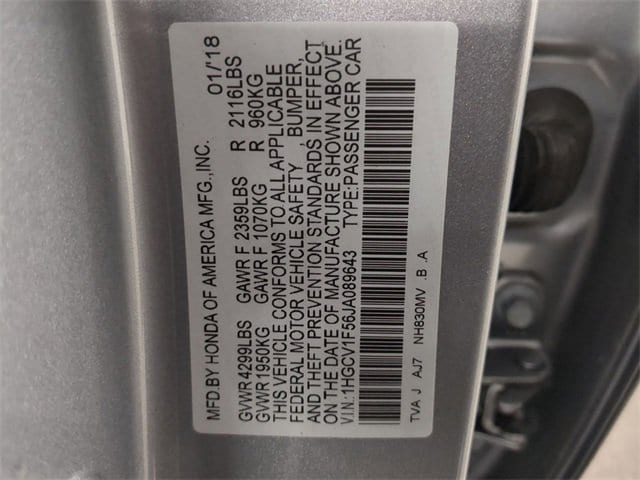 MFD.BY HONDA OF AMERICA MFG.,INC. 01/'18
GVWR 4299LBS GAWR F 2359LBS R 2116LBS
GVWR 1950KG GAWR F 1070KG R 960KG
THIS VEHICLE CONFORMS TO ALL APPLICABLE
FEDERAL MOTOR VEHICLE SAFETY , BUMPER,
AND THEFT PREVENTION STANDARDS IN EFFECT
ON THE DATE OF MANUFACTURE SHOWN ABOVE.
V.I.N.:1HGCV1F56JA089643 TYPE:PASSENGER CAR
TVA J AJ7 NH830MV .B .A